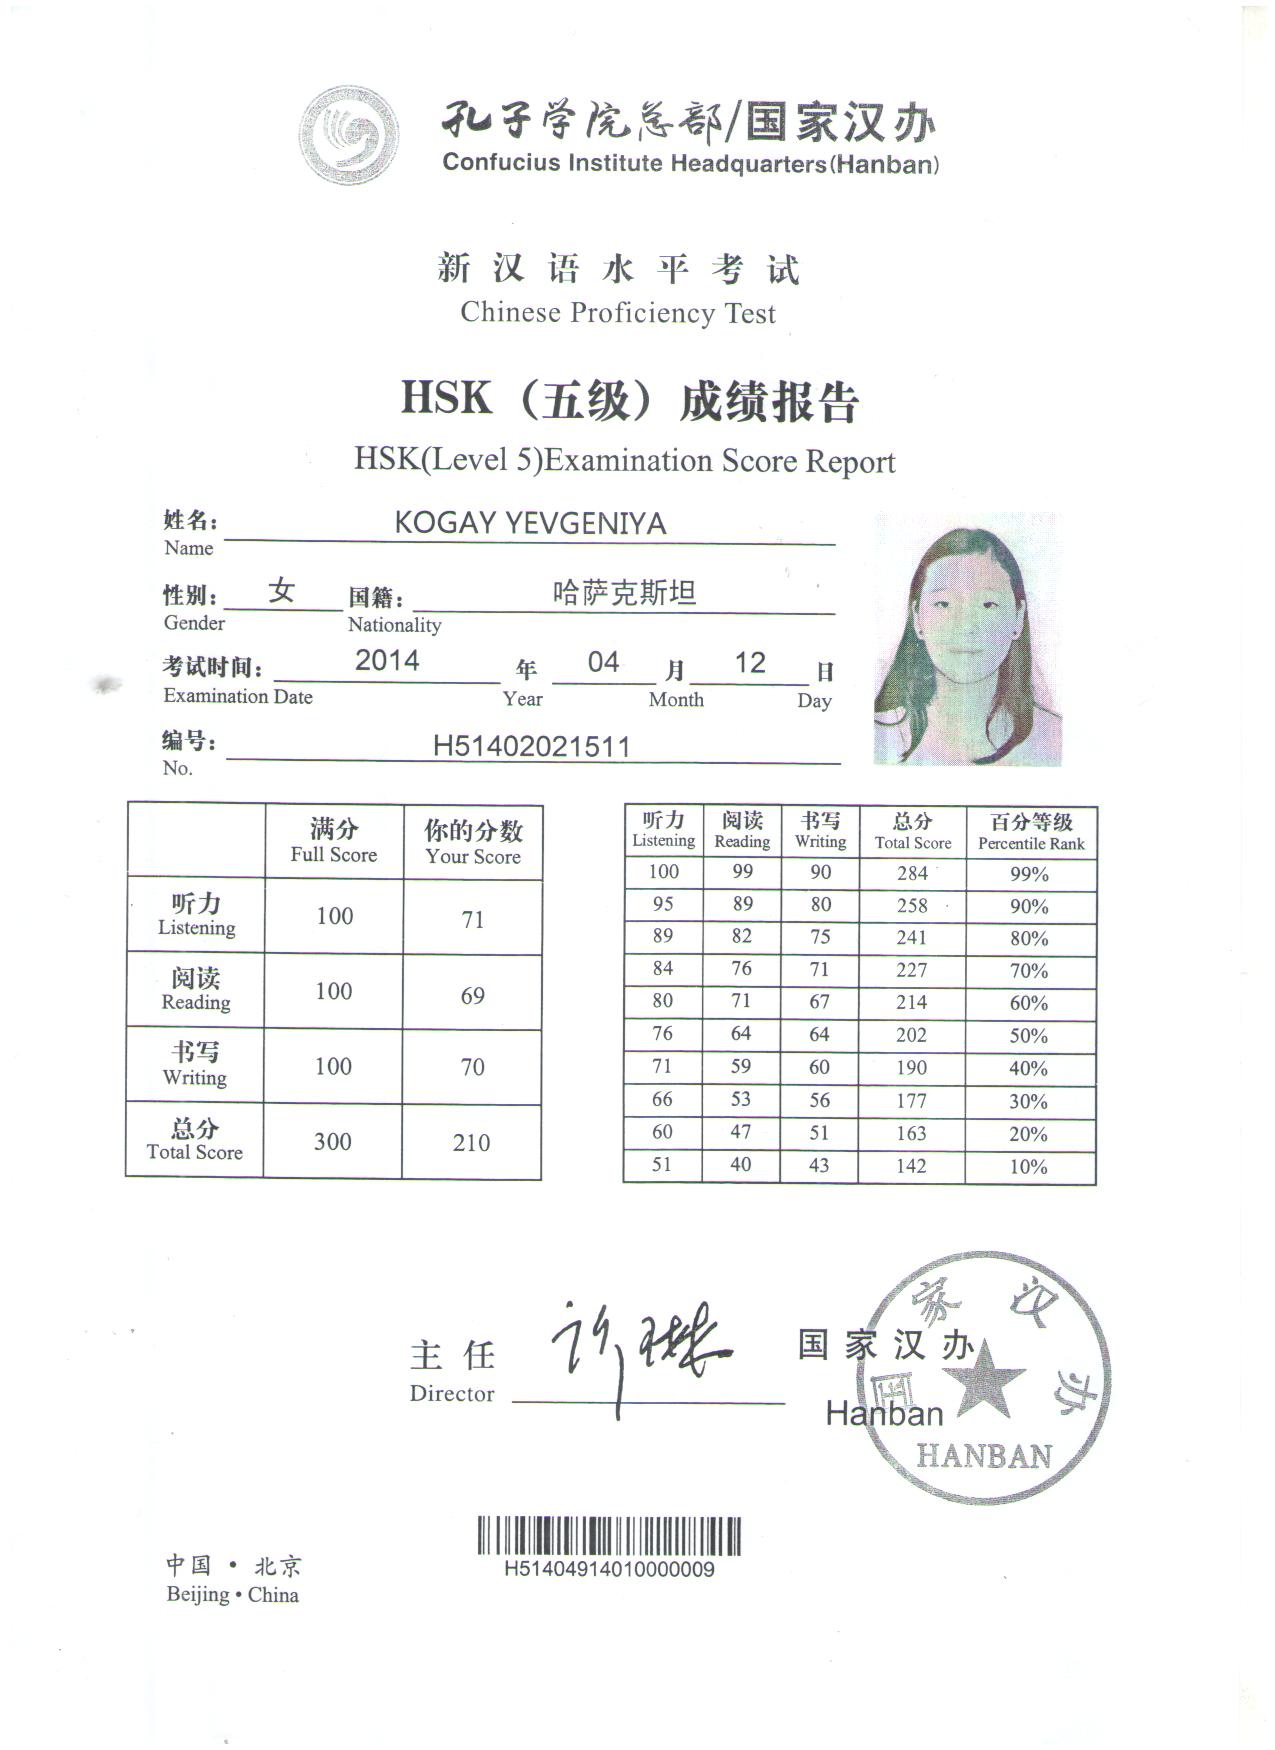 孔子学院总部/国家汉办
Confucius Institute Headquarters(Hanban)
新汉语水平考试
Chinese Proficiency Test
HSK（五级）成绩报告
HSK(Level 5)Examination Score Report
姓名： KOGAY YEVGENIYA
Name
性别： 女 国籍： 哈萨克斯坦
Gender Nationality
考试时间： 2014 年 04 月 12 日
Examination Date Year Month Day
编号： H51402021511
No.
满分 你的分数
Full Score Your Score
听力 100 71
Listening
阅读 100 69
Reading
书写 100 70
Writing
总分 300 210
Total Score
听力 阅读 书写 总分 百分等级
Listening Reading Writing Total Score Percentile Rank
100 99 90 284 99%
95 89 80 258 90%
89 82 75 241 80%
84 76 71 227 70%
80 71 67 214 60%
76 64 64 202 50%
71 59 60 190 40%
66 53 56 177 30%
60 47 51 163 20%
51 40 43 142 10%
主任 许琳
Director
国家汉办
Hanban
国家汉办
HANBAN
H51404914010000009
中国・北京
Beijing・China